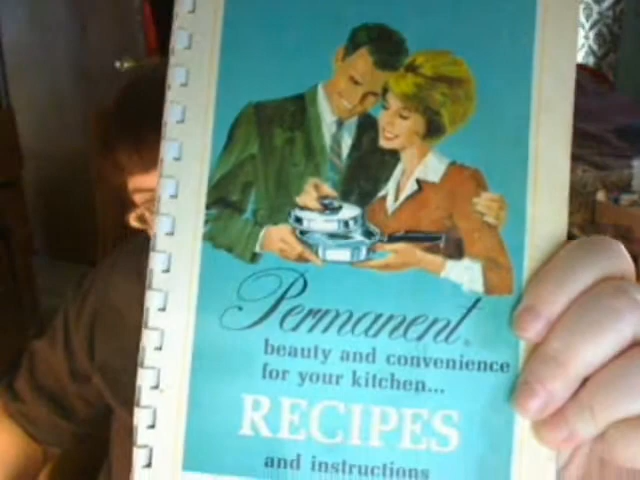 Permanent®
beauty and convenience
for your kitchen...
RECIPES
and instructions